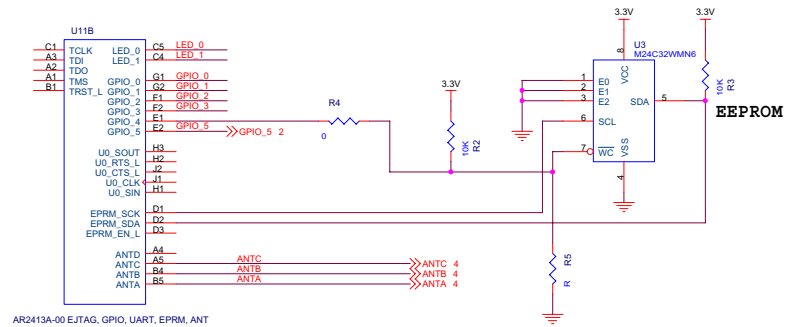 U11B
C1 TCLK LED_0 C5 LED_0
A3 TDI LED_1 C4 LED_1
A2 TDO
A1 TMS GPIO_0 G1 GPIO_0
B1 TRST_L GPIO_1 G2 GPIO_1
GPIO_2 F1 GPIO_2
GPIO_3 F2 GPIO_3
GPIO_4 E1
GPIO_5 E2 GPIO_5 GPIO_5 2
U0_SOUT H3
U0_RTS_L H2
U0_CTS_L J2
U0_CLK J1
U0_SIN H1
EPRM_SCK D1
EPRM_SDA D2
EPRM_EN_L D3
ANTD A4
ANTC A5 ANTC ANTC 4
ANTB B4 ANTB ANTB 4
ANTA B5 ANTA ANTA 4
AR2413A-00 EJTAG, GPIO, UART, EPRM, ANT
R4
0
3.3V
10K
R2
3.3V
U3
M24C32WMN6
8
VCC
1 E0
2 E1
3 E2
SDA 5
6 SCL
7 WC
VSS
4
3.3V
10K
R3
EEPROM
R5
R